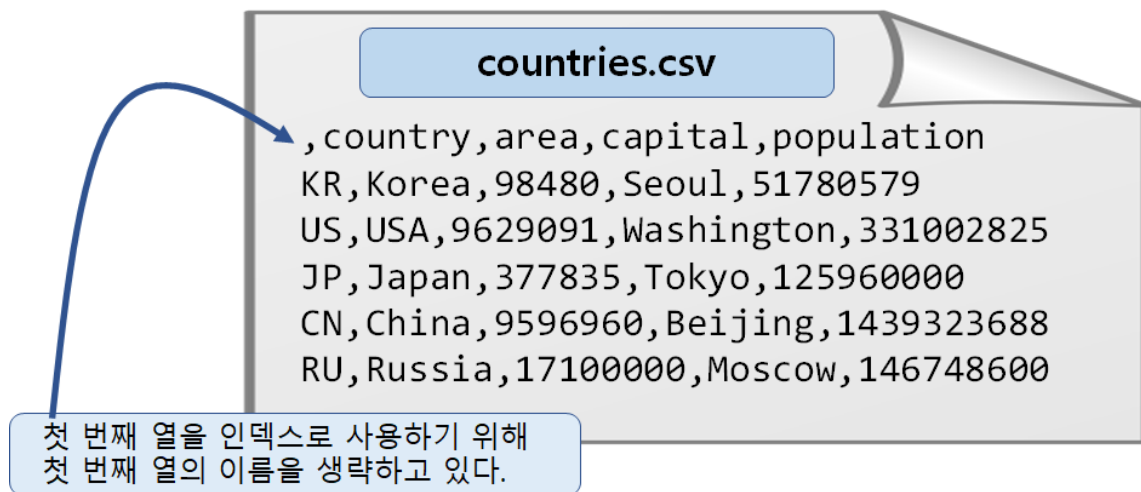 countries.csv
,country,area,capital,population
KR,Korea,98480,Seoul,51780579
US,USA,9629091,Washington,331002825
JP,Japan,377835,Tokyo,125960000
CN,China,9596960,Beijing,1439323688
RU,Russia,17100000,Moscow,146748600
첫 번째 열을 인덱스로 사용하기 위해
첫 번째 열의 이름을 생략하고 있다.